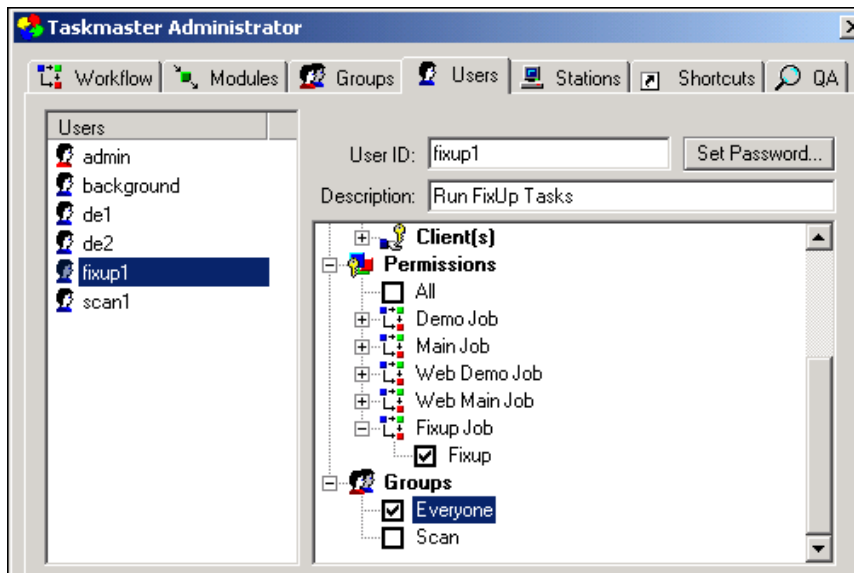 Taskmaster Administrator
Workflow Modules Groups Users Stations Shortcuts QA
Users
admin
background
de1
de2
fixup1
scan1
User ID: fixup1 Set Password...
Description: Run FixUp Tasks
Client(s)
Permissions
All
Demo Job
Main Job
Web Demo Job
Web Main Job
Fixup Job
Fixup
Groups
Everyone
Scan